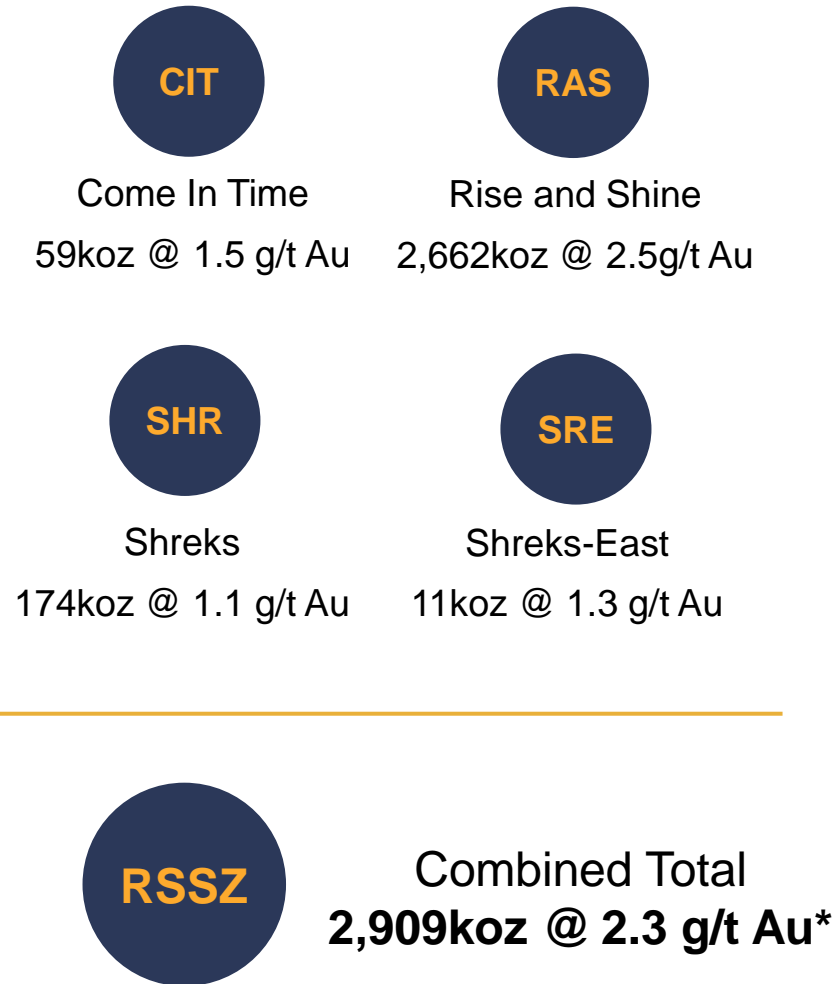 CIT
Come In Time
59koz @ 1.5 g/t Au
RAS
Rise and Shine
2,662koz @ 2.5g/t Au
SHR
Shreks
174koz @ 1.1 g/t Au
SRE
Shreks-East
11koz @ 1.3 g/t Au
RSSZ
Combined Total
2,909koz @ 2.3 g/t Au*